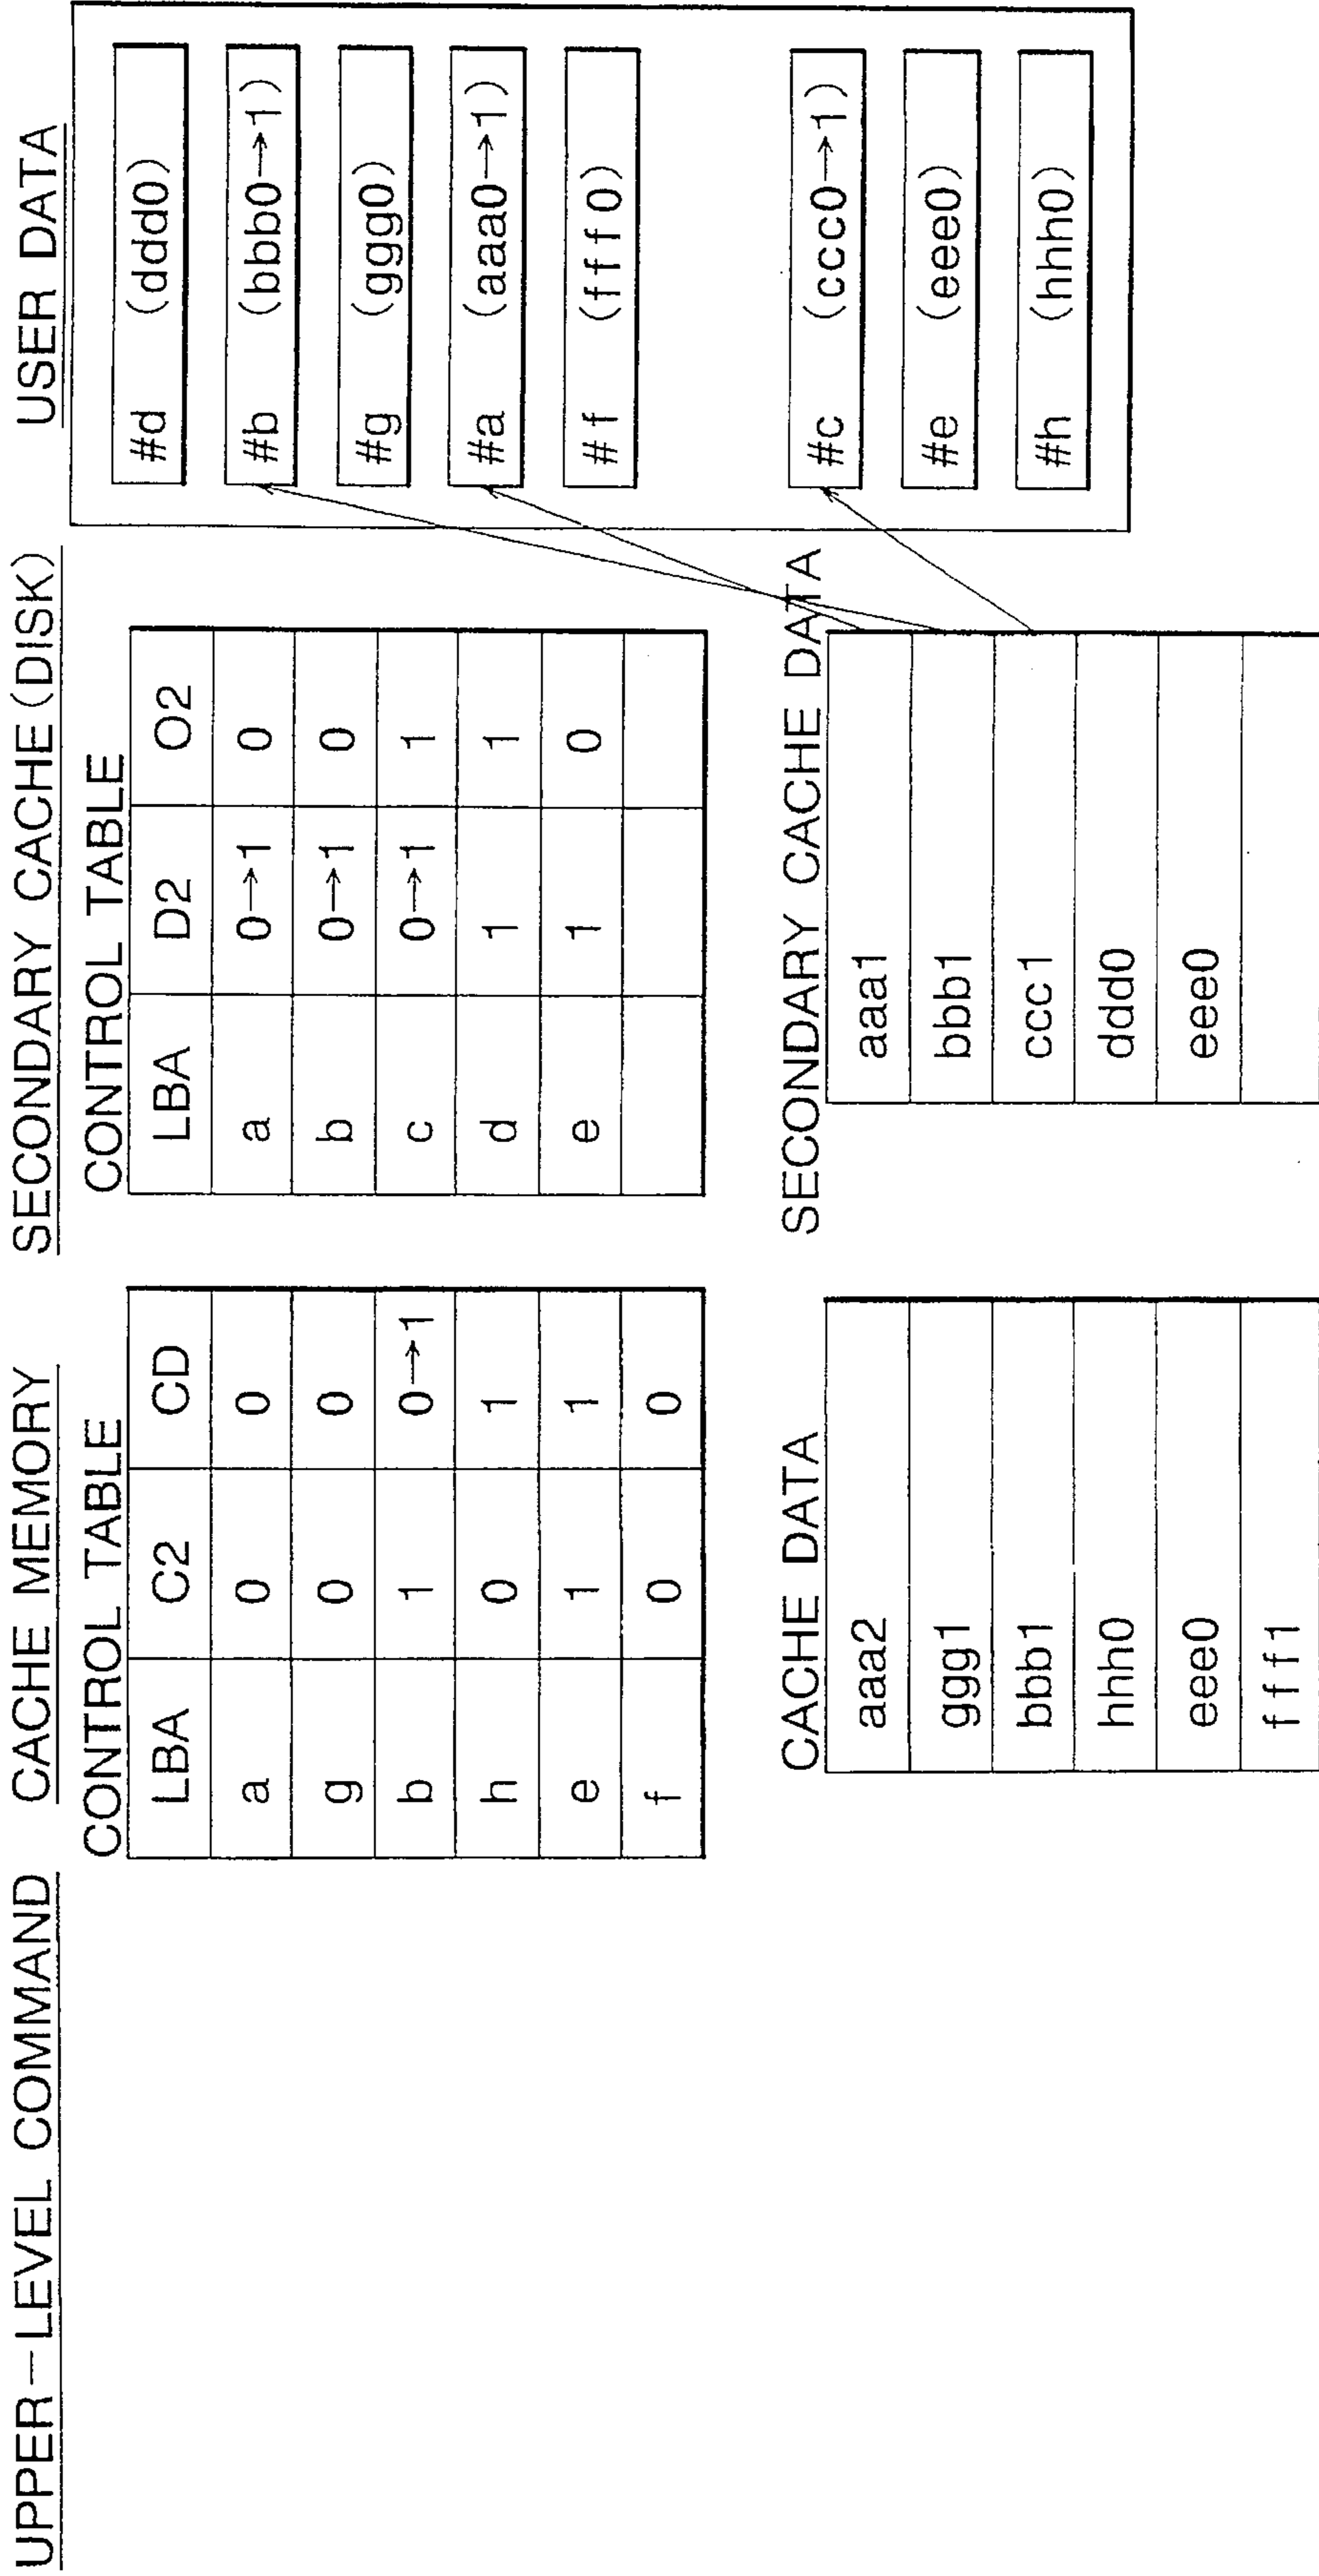 UPPER-LEVEL COMMAND
CACHE MEMORY
CONTROL TABLE
LBA C2 CD
a 0 0
g 0 0
b 1 0→1
h 0 1
e 1 1
f 0 0
CACHE DATA
aaa2
ggg1
bbb1
hhh0
eee0
fff1
SECONDARY CACHE (DISK)
CONTROL TABLE
LBA D2 O2
a 0→1 0
b 0→1 0
c 0→1 1
d 1 1
e 1 0
SECONDARY CACHE DATA
aaa1
bbb1
ccc1
ddd0
eee0
USER DATA
#d (ddd0)
#b (bbb0→1)
#g (ggg0)
#a (aaa0→1)
#f (fff0)
#c (ccc0→1)
#e (eee0)
#h (hhh0)